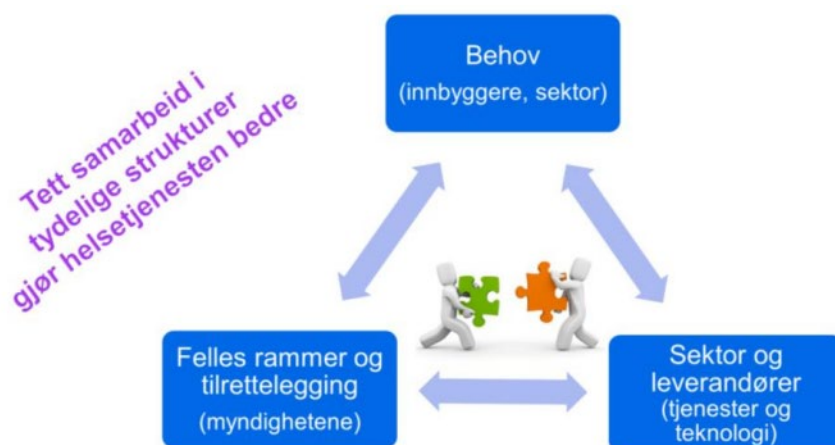 Behov
(innbyggere, sektor)
Tett samarbeid i
tydelige strukturer
gjør helsetjenesten bedre
Felles rammer og
tilrettelegging
(myndighetene)
Sektor og
leverandører
(tjenester og
teknologi)